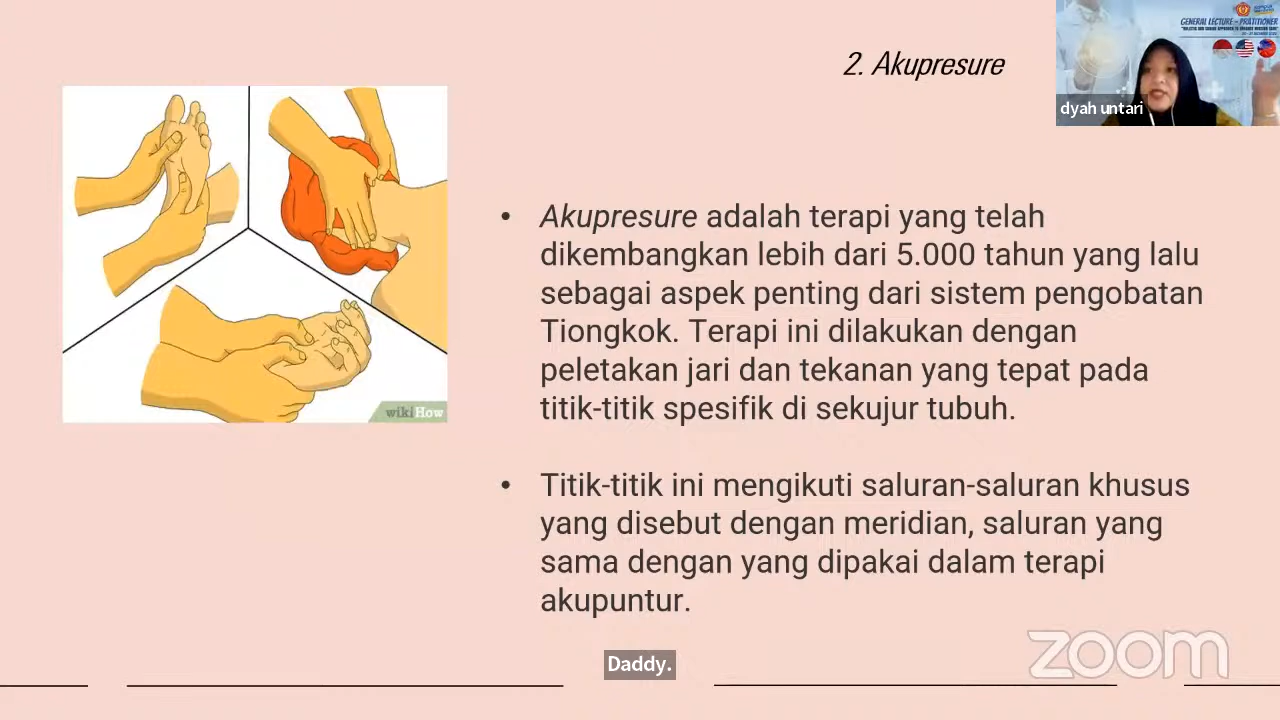 GENERAL LECTURE - PRATITIONER
2. Akupresure
dyah untari
wikiHow
• Akupresure adalah terapi yang telah
dikembangkan lebih dari 5.000 tahun yang lalu
sebagai aspek penting dari sistem pengobatan
Tiongkok. Terapi ini dilakukan dengan
peletakan jari dan tekanan yang tepat pada
titik-titik spesifik di sekujur tubuh.
• Titik-titik ini mengikuti saluran-saluran khusus
yang disebut dengan meridian, saluran yang
sama dengan yang dipakai dalam terapi
akupuntur.
Daddy.
zoom